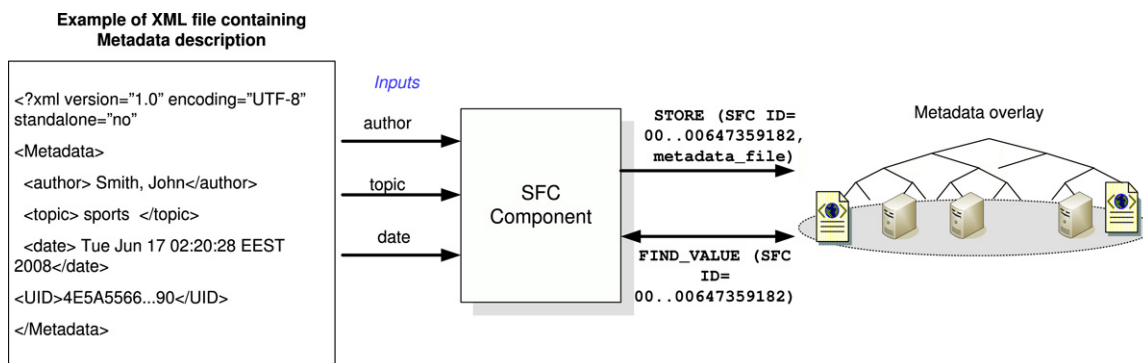 Example of XML file containing
Metadata description
<?xml version=”1.0” encoding=”UTF-8”
standalone=”no”
<Metadata>
<author> Smith, John</author>
<topic> sports </topic>
<date> Tue Jun 17 02:20:28 EEST
2008</date>
<UID>4E5A5566...90</UID>
</Metadata>
Inputs
author
topic
date
SFC
Component
STORE (SFC ID=
00..00647359182,
metadata_file)
FIND_VALUE (SFC
ID=
00..00647359182)
Metadata overlay